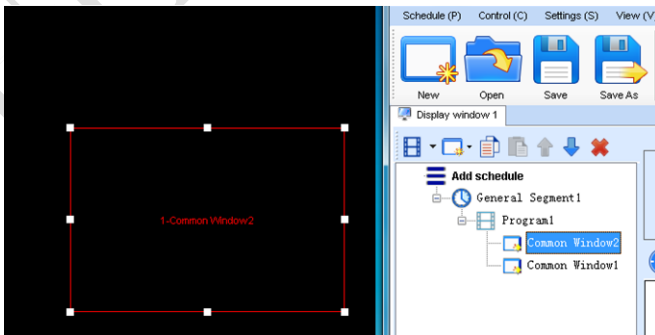 Schedule (P) Control (C) Settings (S) View (V
New Open Save Save As
Display window 1
Add schedule
General Segment1
Program1
Common Window2
Common Window1
1-Common Window2